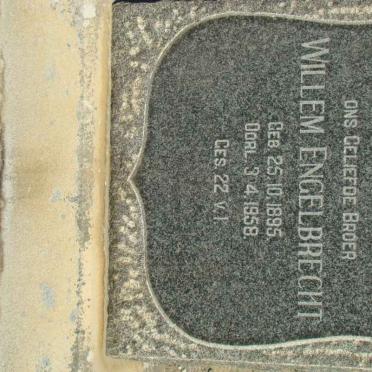 ONS GELIEFDE BROER
WILLEM ENGELBRECHT
GEB. 25.10.1895.
OORL. 3.4.1958.
GES. 22 V. 1